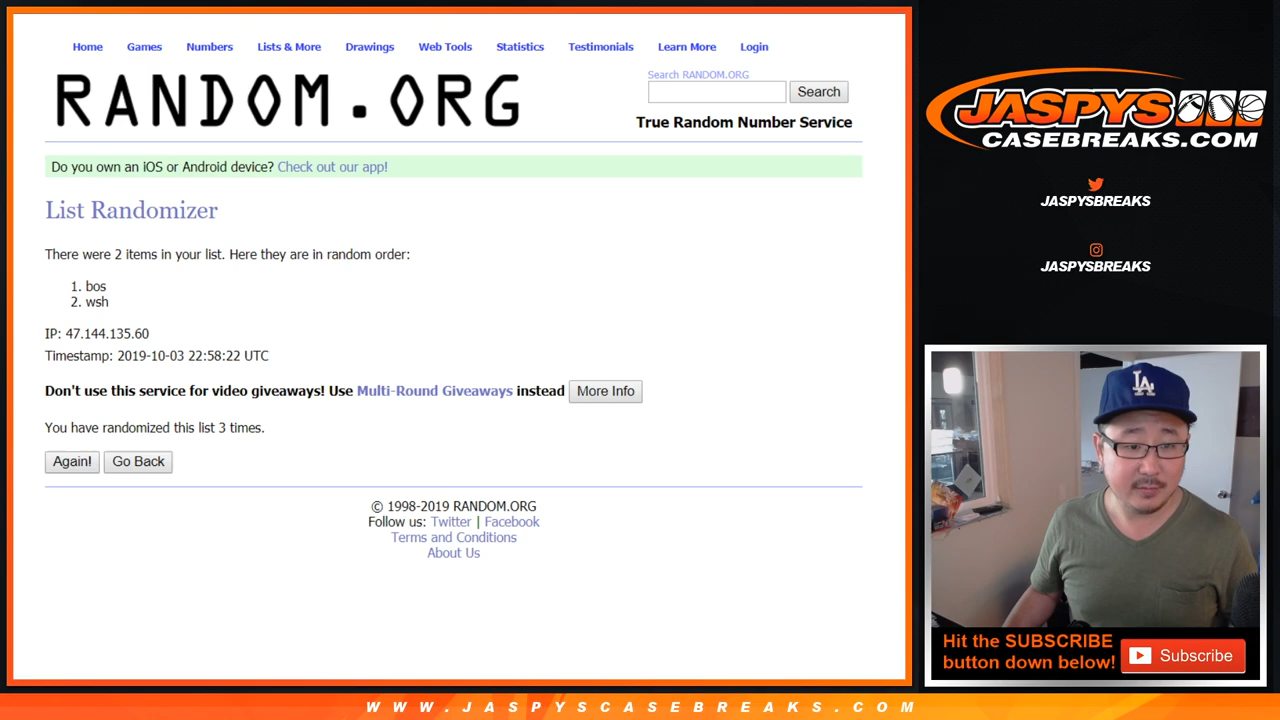 Home Games Numbers Lists & More Drawings Web Tools Statistics Testimonials Learn More Login
RANDOM.ORG
Search RANDOM.ORG
Search
True Random Number Service
Do you own an iOS or Android device? Check out our app!
List Randomizer
There were 2 items in your list. Here they are in random order:
1. bos
2. wsh
IP: 47.144.135.60
Timestamp: 2019-10-03 22:58:22 UTC
Don't use this service for video giveaways! Use Multi-Round Giveaways instead More Info
You have randomized this list 3 times.
Again! Go Back
© 1998-2019 RANDOM.ORG
Follow us: Twitter | Facebook
Terms and Conditions
About Us
JASPYS
CASEBREAKS.COM
JASPYSBREAKS
JASPYSBREAKS
LA
Hit the SUBSCRIBE
button down below!
Subscribe
WWW.JASPYSCASEBREAKS.COM